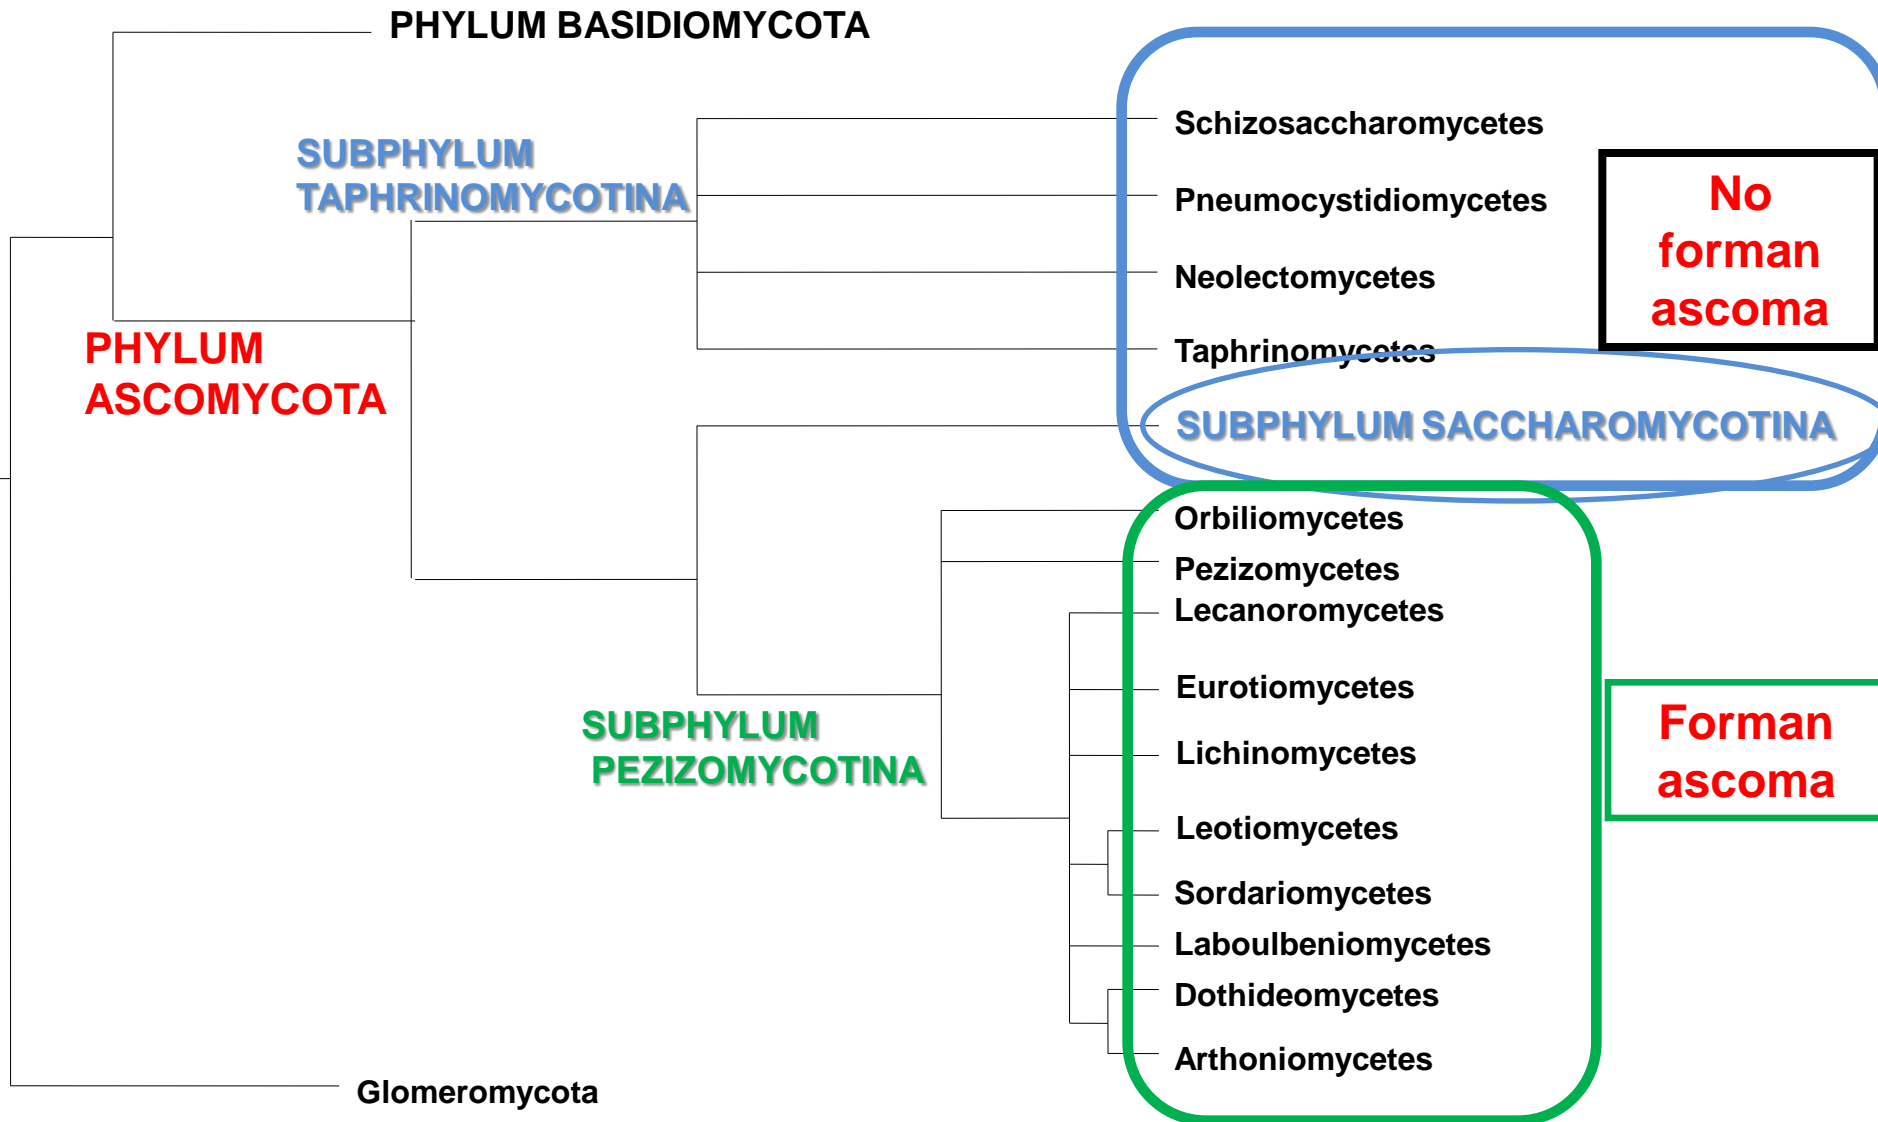 PHYLUM BASIDIOMYCOTA
Schizosaccharomycetes
SUBPHYLUM
TAPHRINOMYCOTINA
Pneumocystidiomycetes
No
forman
ascoma
Neolectomycetes
Taphrinomycetes
PHYLUM
ASCOMYCOTA
SUBPHYLUM SACCHAROMYCOTINA
Orbiliomycetes
Pezizomycetes
Lecanoromycetes
Eurotiomycetes
SUBPHYLUM
PEZIZOMYCOTINA
Forman
ascoma
Lichinomycetes
Leotiomycetes
Sordariomycetes
Laboulbeniomycetes
Dothideomycetes
Arthoniomycetes
Glomeromycota